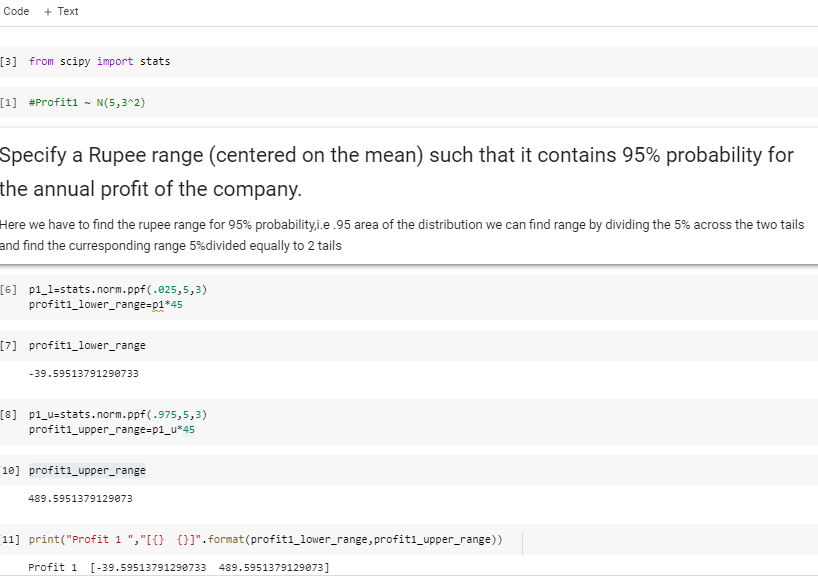 Code + Text
[3] from scipy import stats
[1] #Profit1 ~ N(5,3^2)
Specify a Rupee range (centered on the mean) such that it contains 95% probability for
the annual profit of the company.
Here we have to find the rupee range for 95% probability,i.e .95 area of the distribution we can find range by dividing the 5% across the two tails
and find the curresponding range 5%divided equally to 2 tails
[6] p1_l=stats.norm.ppf(.025,5,3)
profit1_lower_range=p1*45
[7] profit1_lower_range
-39.59513791290733
[8] p1_u=stats.norm.ppf(.975,5,3)
profit1_upper_range=p1_u*45
[10] profit1_upper_range
489.5951379129073
[11] print("Profit 1 ","[{}  {}]".format(profit1_lower_range,profit1_upper_range))
Profit 1  [-39.59513791290733  489.5951379129073]